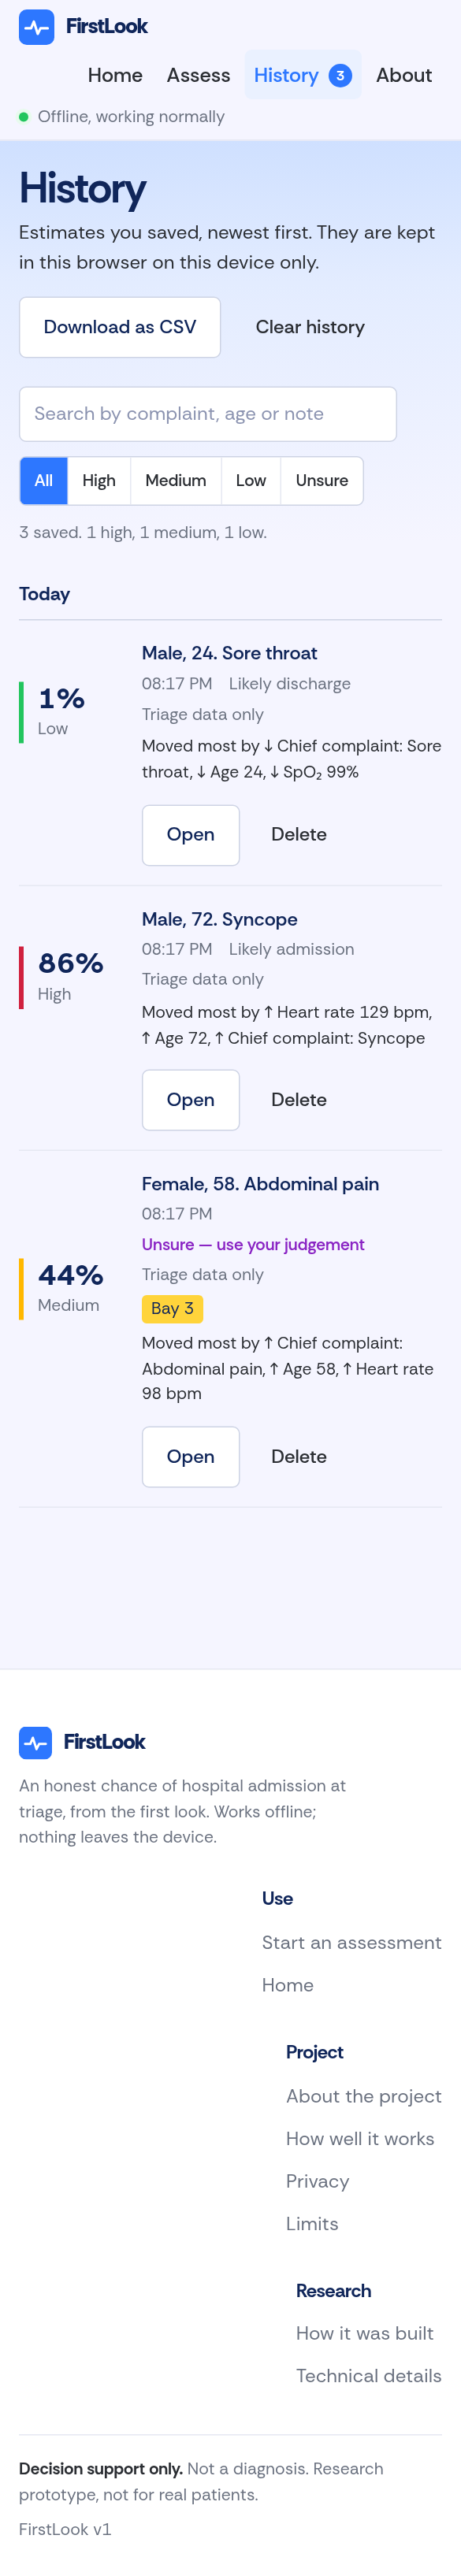 FirstLook
Home Assess History 3 About
Offline, working normally
History
Estimates you saved, newest first. They are kept
in this browser on this device only.
Download as CSV Clear history
Search by complaint, age or note
All High Medium Low Unsure
3 saved. 1 high, 1 medium, 1 low.
Today
Male, 24. Sore throat
1%
Low
08:17 PM Likely discharge
Triage data only
Moved most by ↓ Chief complaint: Sore
throat, ↓ Age 24, ↓ SpO₂ 99%
Open Delete
Male, 72. Syncope
86%
High
08:17 PM Likely admission
Triage data only
Moved most by ↑ Heart rate 129 bpm,
↑ Age 72, ↑ Chief complaint: Syncope
Open Delete
Female, 58. Abdominal pain
08:17 PM
Unsure — use your judgement
44%
Medium
Triage data only
Bay 3
Moved most by ↑ Chief complaint:
Abdominal pain, ↑ Age 58, ↑ Heart rate
98 bpm
Open Delete
FirstLook
An honest chance of hospital admission at
triage, from the first look. Works offline;
nothing leaves the device.
Use
Start an assessment
Home
Project
About the project
How well it works
Privacy
Limits
Research
How it was built
Technical details
Decision support only. Not a diagnosis. Research
prototype, not for real patients.
FirstLook v1